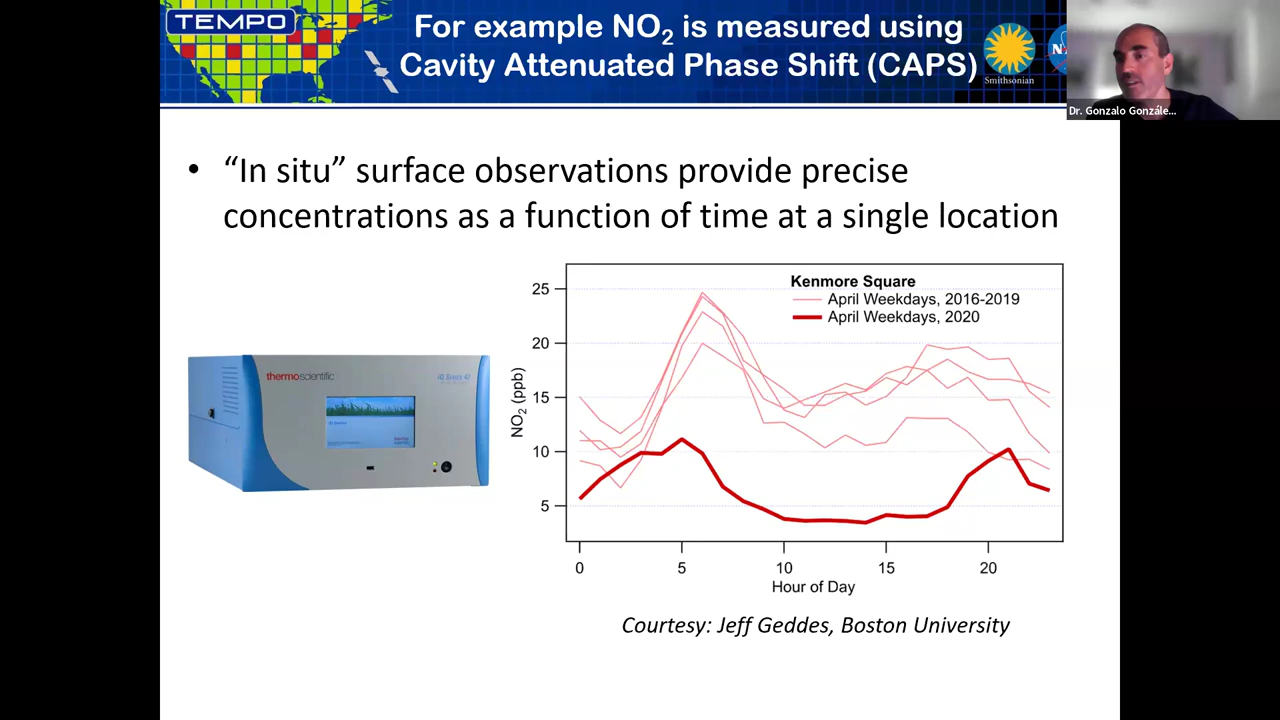 TEMPO
For example NO₂ is measured using
Cavity Attenuated Phase Shift (CAPS)
Smithsonian
Dr. Gonzalo Gonzále...
• “In situ” surface observations provide precise
concentrations as a function of time at a single location
thermoscientific
Kenmore Square
April Weekdays, 2016-2019
April Weekdays, 2020
25
20
15
10
5
NO₂ (ppb)
0 5 10 15 20
Hour of Day
Courtesy: Jeff Geddes, Boston University